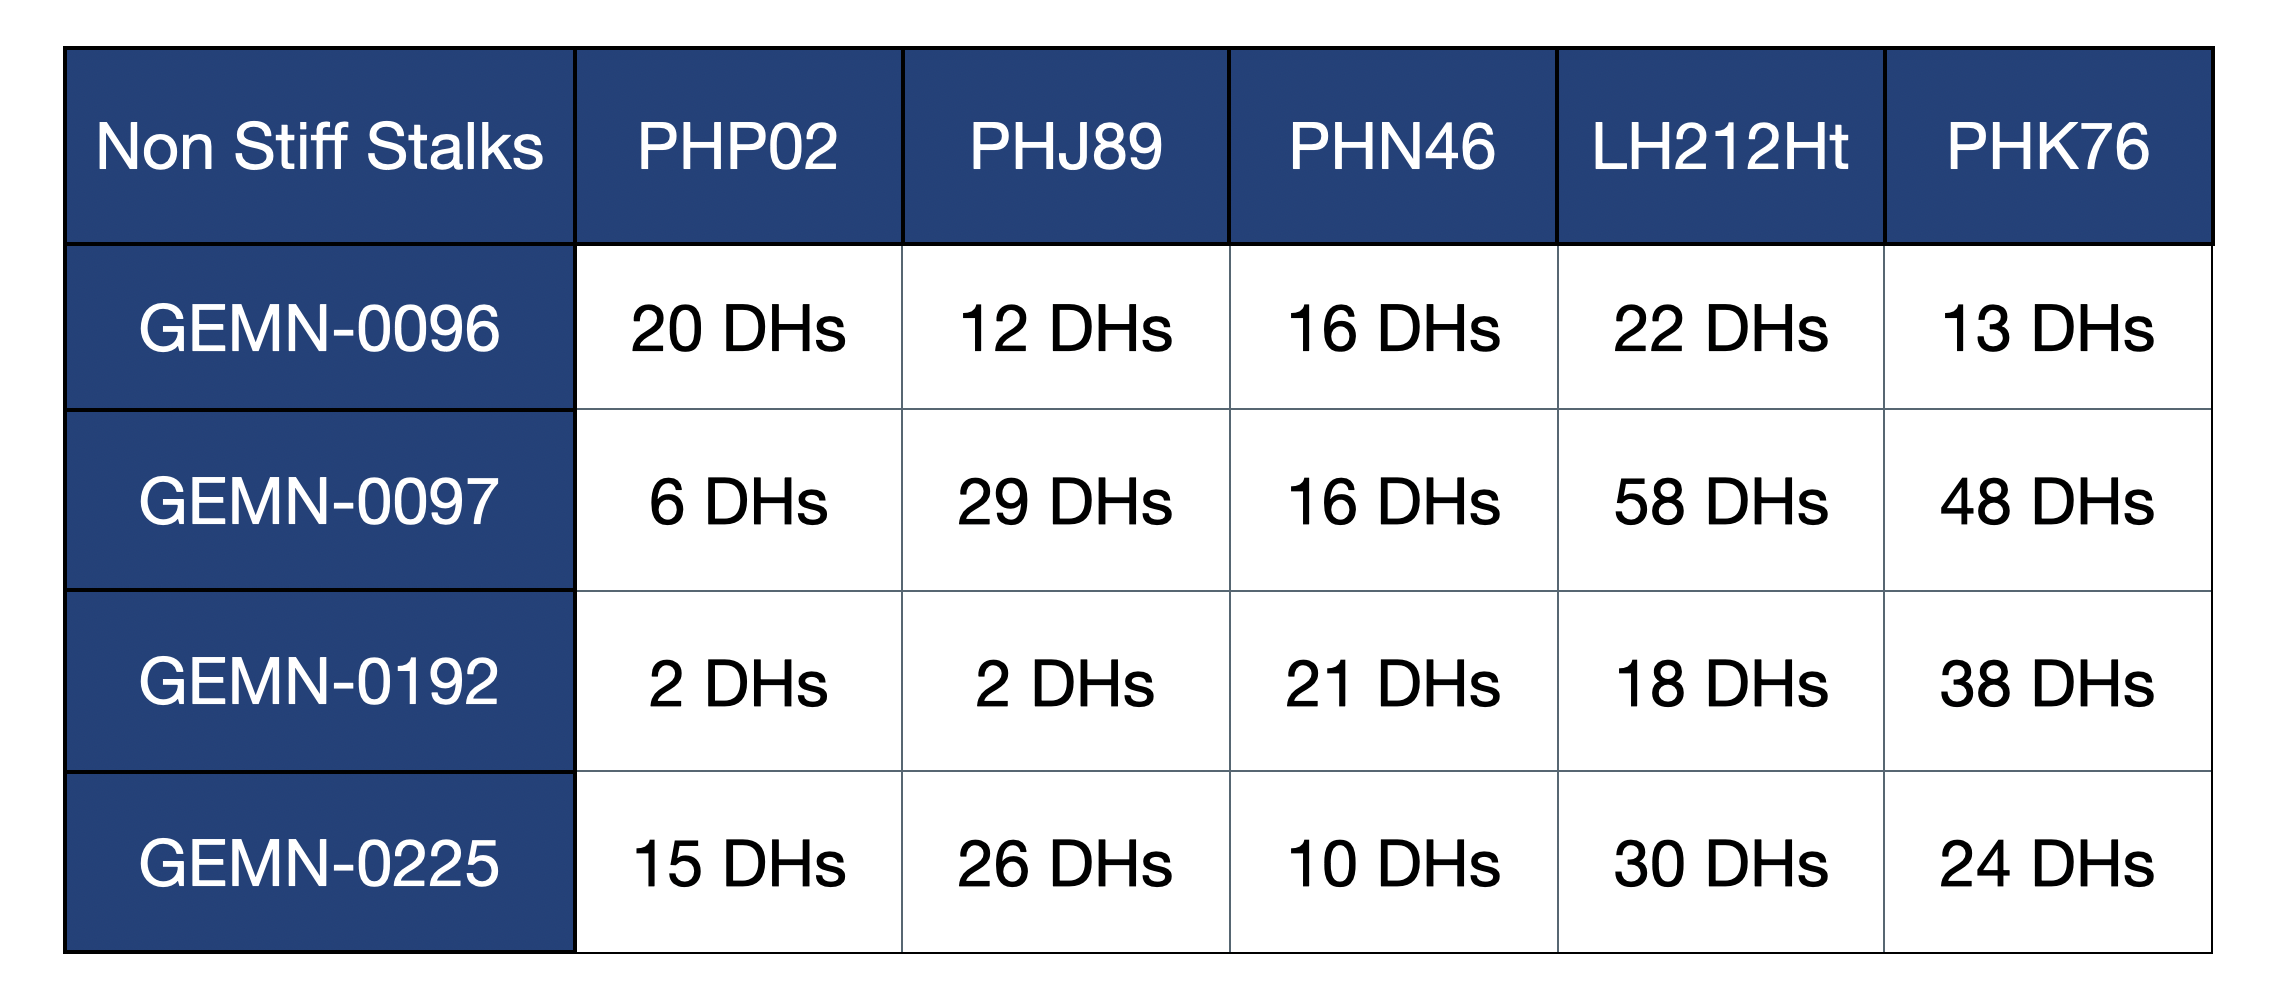 Non Stiff Stalks PHP02 PHJ89 PHN46 LH212Ht PHK76
GEMN-0096 20 DHs 12 DHs 16 DHs 22 DHs 13 DHs
GEMN-0097 6 DHs 29 DHs 16 DHs 58 DHs 48 DHs
GEMN-0192 2 DHs 2 DHs 21 DHs 18 DHs 38 DHs
GEMN-0225 15 DHs 26 DHs 10 DHs 30 DHs 24 DHs